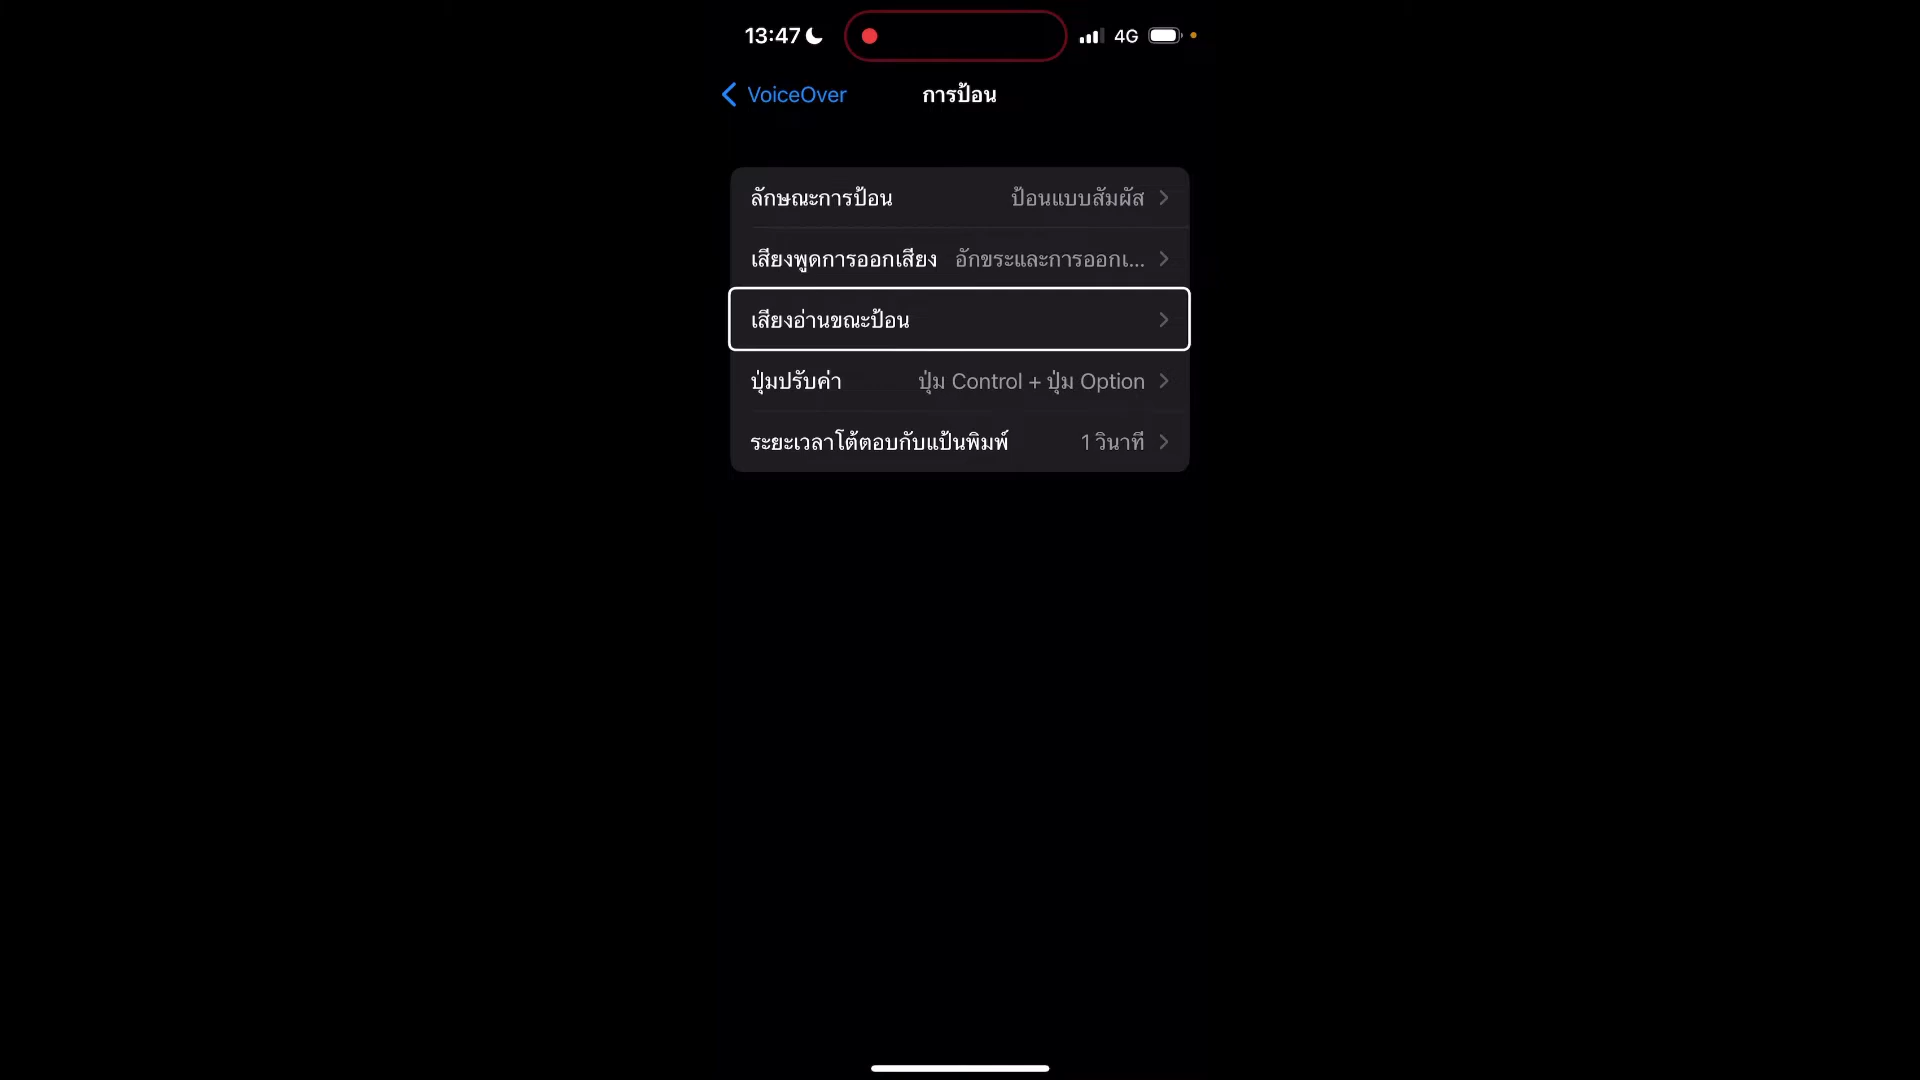 13:47 4G
VoiceOver การป้อน
ลักษณะการป้อน ป้อนแบบสัมผัส
เสียงพูดการออกเสียง อักขระและการออกเ...
เสียงอ่านขณะป้อน
ปุ่มปรับค่า ปุ่ม Control + ปุ่ม Option
ระยะเวลาโต้ตอบกับแป้นพิมพ์ 1 วินาที